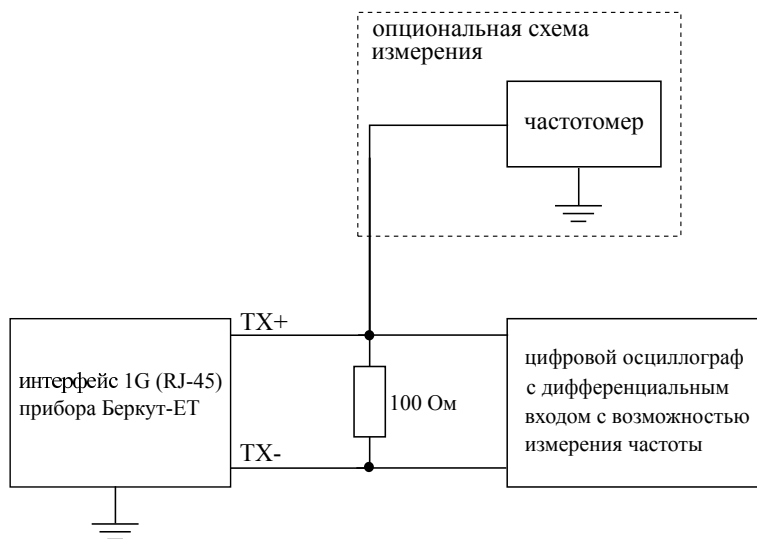 опциональная схема
измерения
частотомер
TX+
интерфейс 1G (RJ-45)
прибора Беркут-ET
100 Ом
цифровой осциллограф
с дифференциальным
входом с возможностью
измерения частоты
TX-